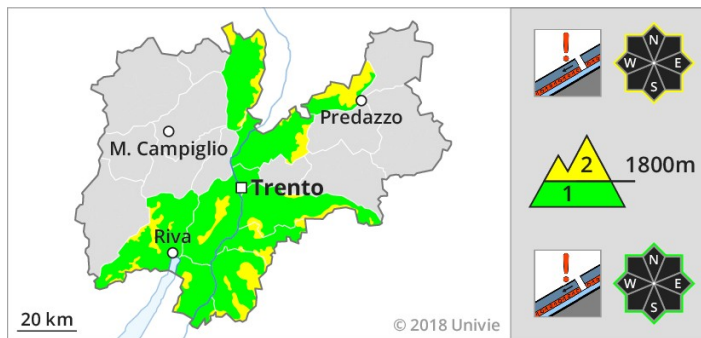 Predazzo
M. Campiglio
Trento
Riva
20 km
© 2018 Univie
N
W E
S
2 1800m
1
N
W E
S